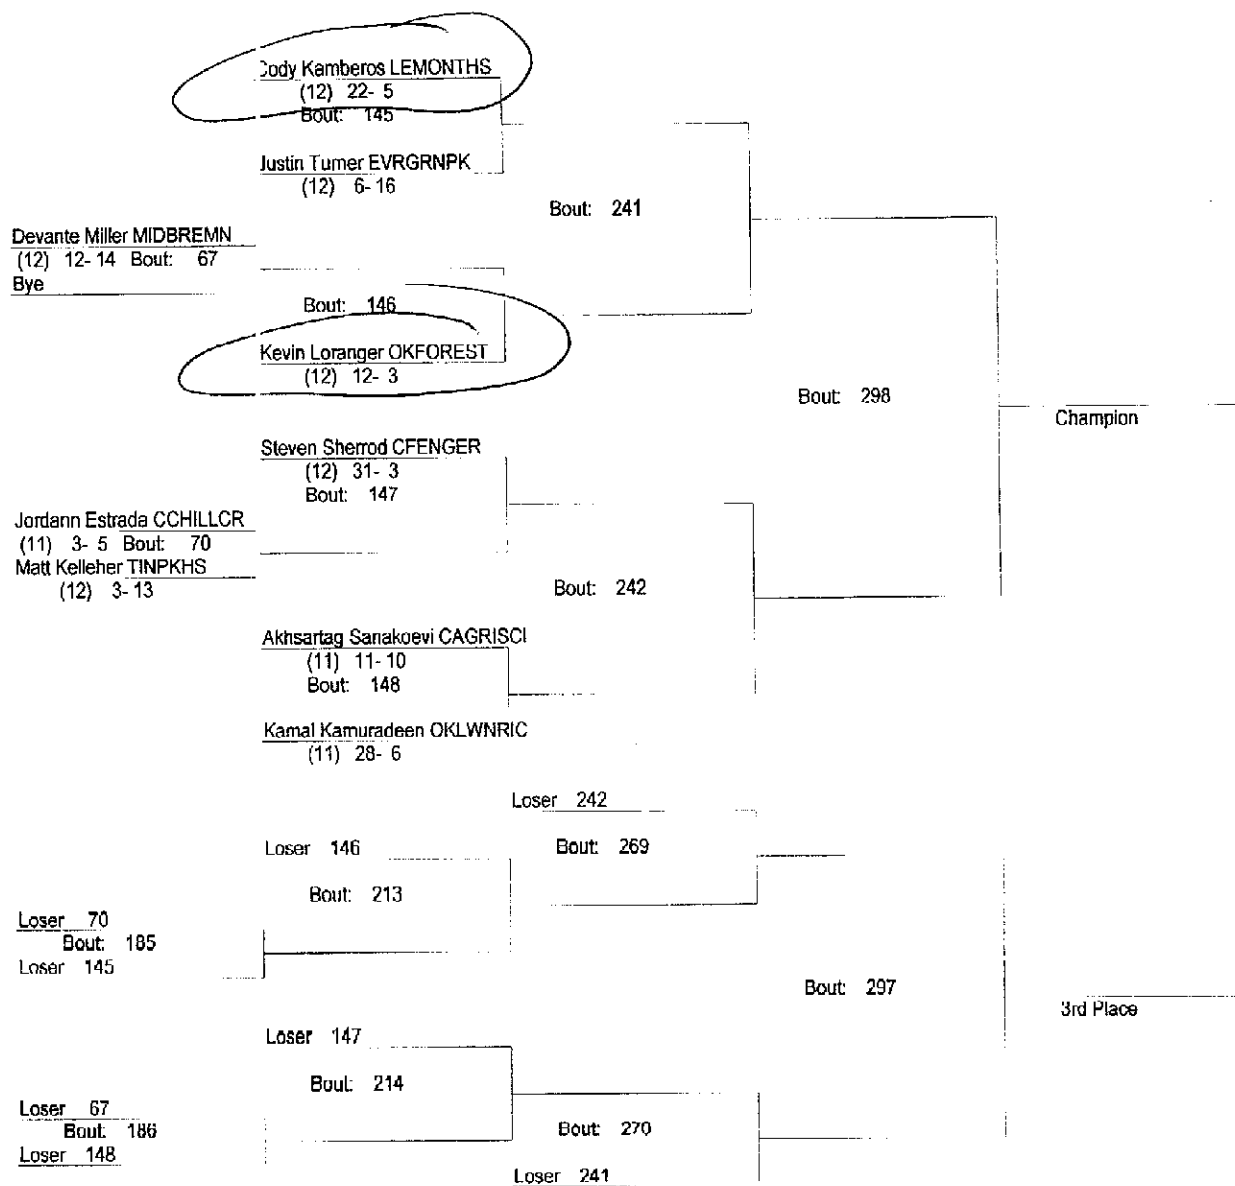 Cody Kamberos LEMONTHS
(12) 22- 5
Bout: 145
Justin Turner EVRGRNPK
(12) 6- 16
Bout: 241
Devante Miller MIDBREMN
(12) 12- 14 Bout: 67
Bye
Bout: 146
Kevin Loranger OKFOREST
(12) 12- 3
Bout: 298
Champion
Steven Sherrod CFENGER
(12) 31- 3
Bout: 147
Jordann Estrada CCHILLCR
(11) 3- 5 Bout: 70
Matt Kelleher TINPKHS
(12) 3- 13
Bout: 242
Akhsartag Sanakoevi CAGRISCI
(11) 11- 10
Bout: 148
Kamal Kamuradeen OKLWNRIC
(11) 28- 6
Loser 242
Loser 146
Bout: 269
Bout: 213
Loser 70
Bout: 185
Loser 145
Bout: 297
3rd Place
Loser 147
Bout: 214
Loser 67
Bout: 186
Loser 148
Bout: 270
Loser 241